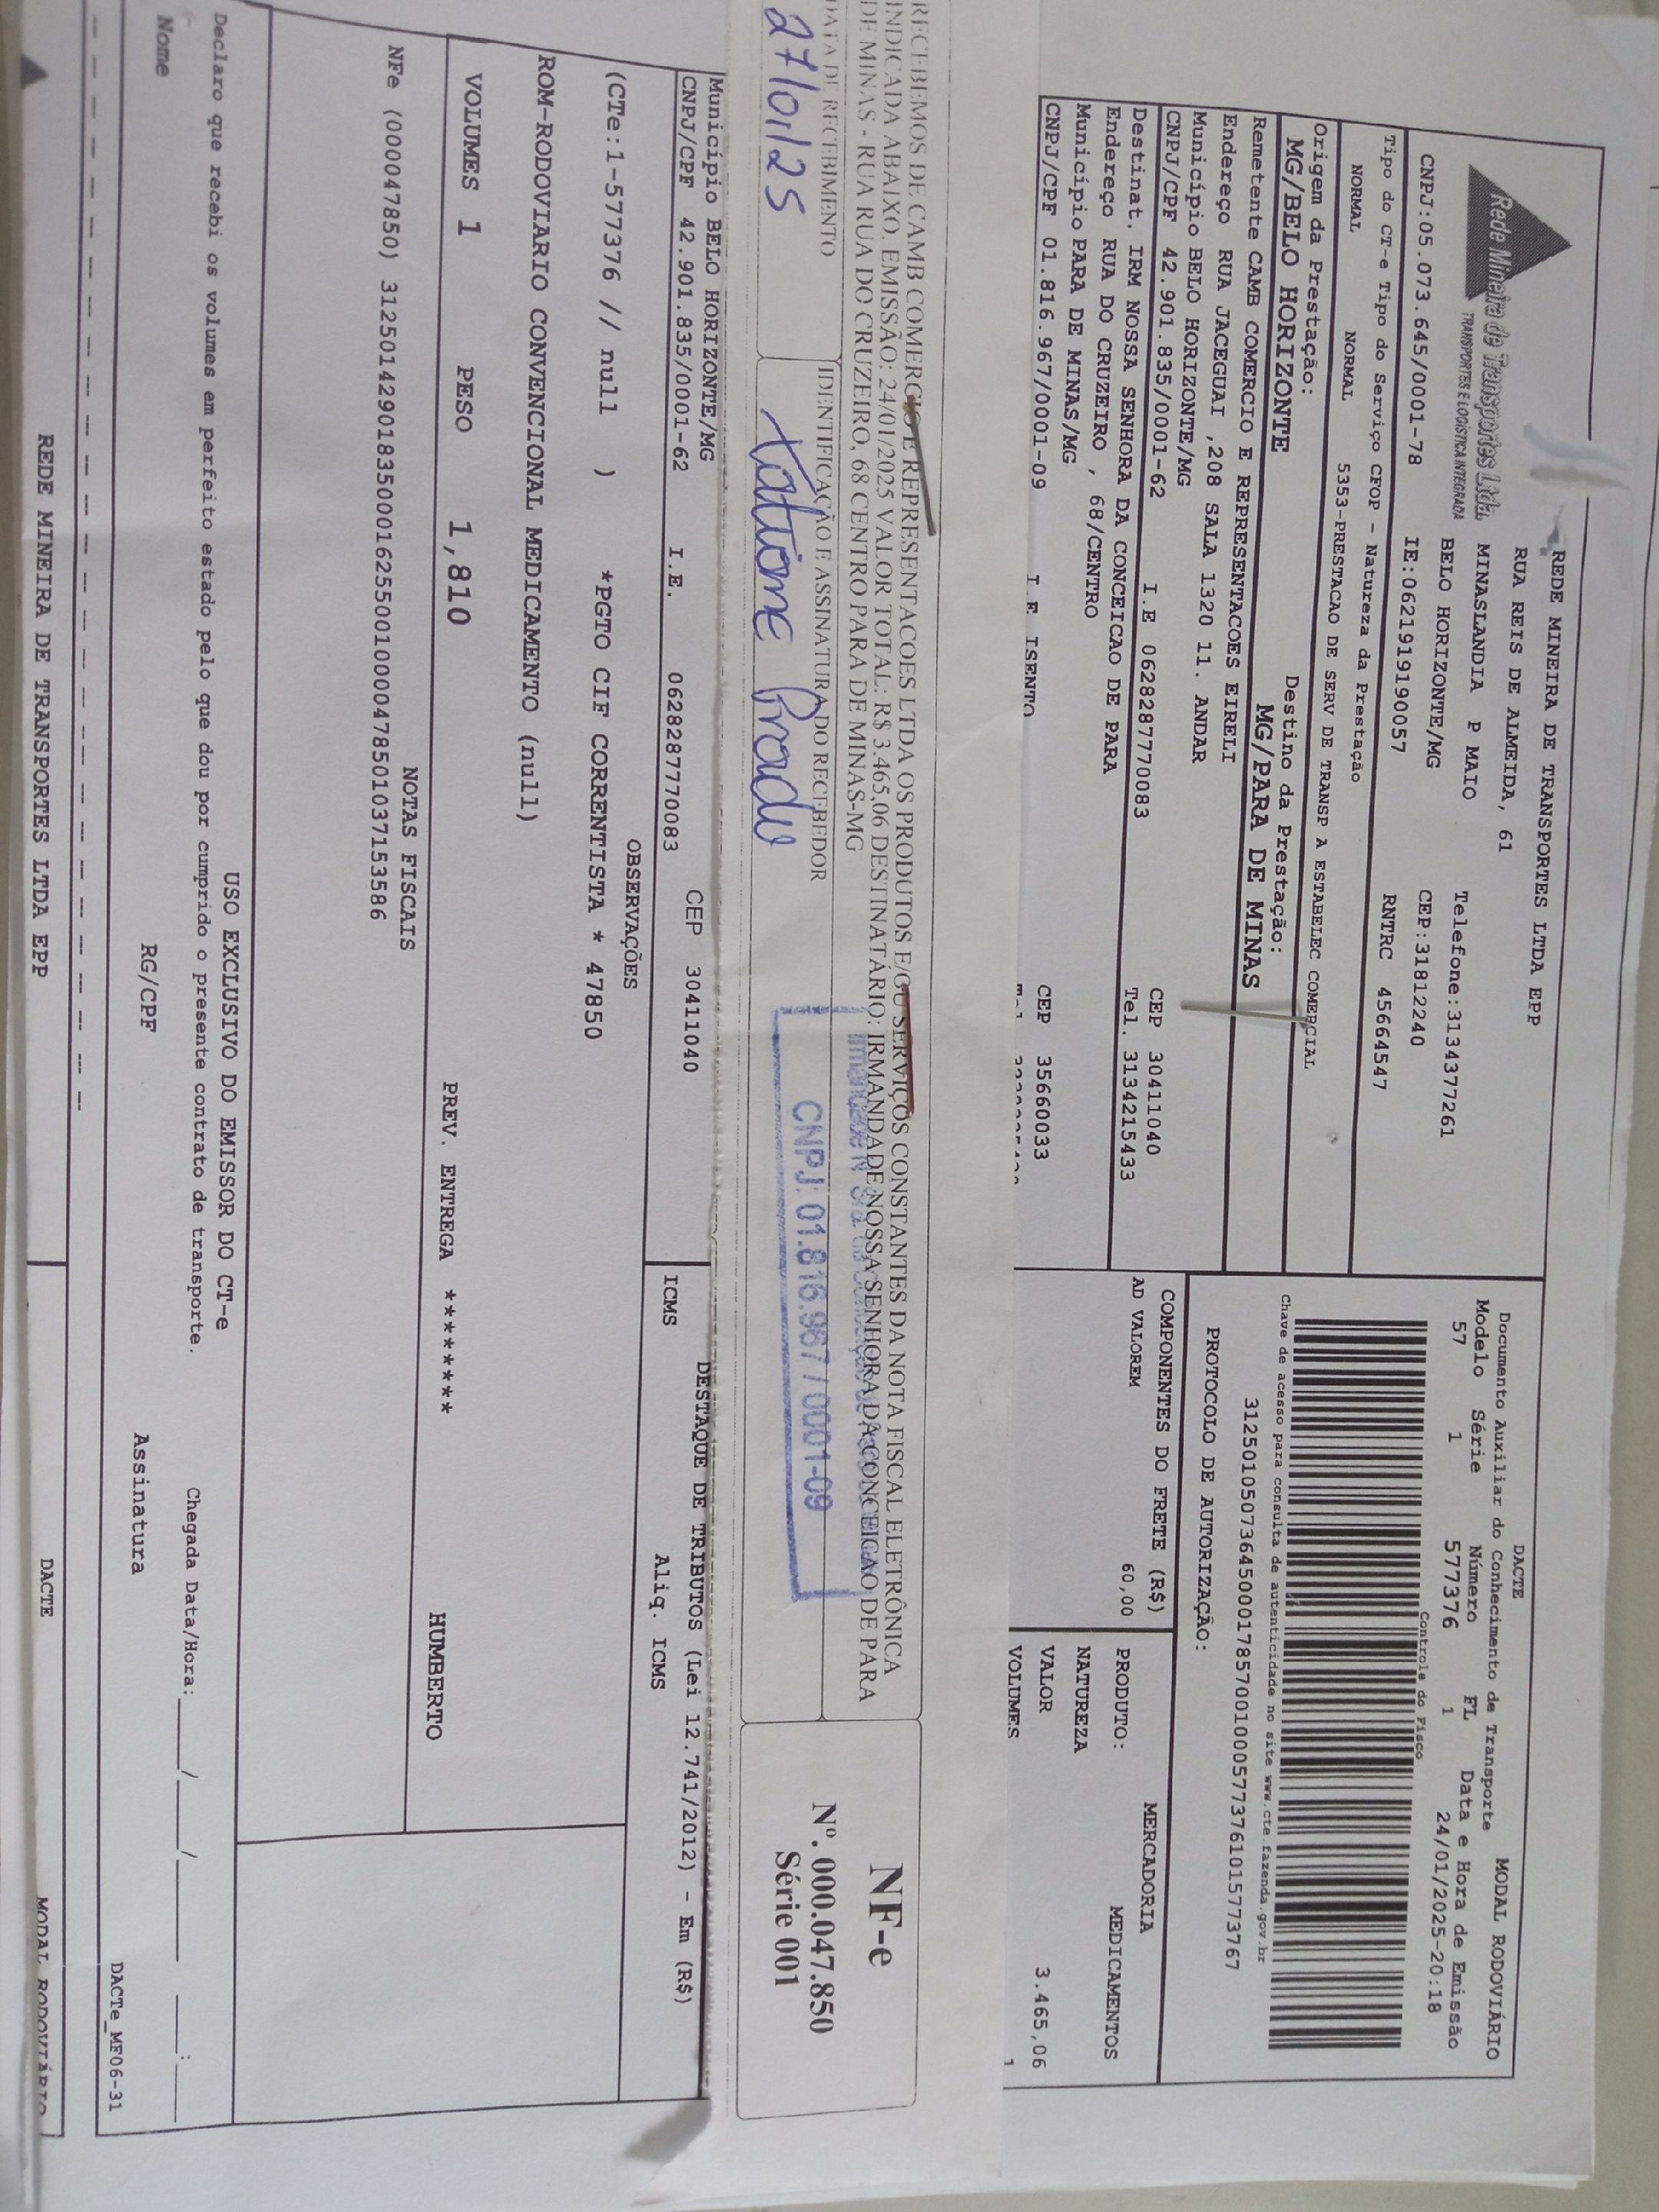 Rede Mineira de Transportes Ltda.
TRANSPORTES E LOGÍSTICA INTEGRADA
REDE MINEIRA DE TRANSPORTES LTDA EPP
RUA REIS DE ALMEIDA, 61
MINASLANDIA P MAIO Telefone:3134377261
BELO HORIZONTE/MG CEP:31812240
CNPJ:05.073.645/0001-78 IE:0621919190057 RNTRC 45664547
DACTE MODAL RODOVIÁRIO
Documento Auxiliar do Conhecimento de Transporte
Modelo Série Número FL Data e Hora de Emissão
57 1 577376 1 24/01/2025-20:18
Controle do Fisco
Tipo do CT-e Tipo do Serviço CFOP - Natureza da Prestação
NORMAL NORMAL 5353-PRESTACAO DE SERV DE TRANSP A ESTABELEC COMERCIAL
Chave de acesso para consulta de autenticidade no site www.cte.fazenda.gov.br
31250105073645000178570010005773761015773767
Origem da Prestação: Destino da Prestação:
MG/BELO HORIZONTE MG/PARA DE MINAS
PROTOCOLO DE AUTORIZAÇÃO:
Remetente CAMB COMERCIO E REPRESENTACOES EIRELI
Endereço RUA JACEGUAI ,208 SALA 1320 11. ANDAR
Município BELO HORIZONTE/MG CEP 30411040
CNPJ/CPF 42.901.835/0001-62 I.E 0628287770083 Tel. 3134215433
COMPONENTES DO FRETE (R$) MERCADORIA
AD VALOREM 60,00 PRODUTO: MEDICAMENTOS
Destinat. IRM NOSSA SENHORA DA CONCEICAO DE PARA
Endereço RUA DO CRUZEIRO , 68/CENTRO
NATUREZA
Município PARA DE MINAS/MG CEP 35660033
VALOR 3.465,06
CNPJ/CPF 01.816.967/0001-09 I.E ISENTO
VOLUMES 1
RECEBEMOS DE CAMB COMERCIO E REPRESENTACOES LTDA OS PRODUTOS E/OU SERVIÇOS CONSTANTES DA NOTA FISCAL ELETRÔNICA
INDICADA ABAIXO. EMISSÃO: 24/01/2025 VALOR TOTAL: R$ 3.465,06 DESTINATÁRIO: IRMANDADE NOSSA SENHORA DA CONCEICAO DE PARA
DE MINAS - RUA RUA DO CRUZEIRO, 68 CENTRO PARA DE MINAS-MG
DATA DE RECEBIMENTO IDENTIFICAÇÃO E ASSINATURA DO RECEBEDOR
27/01/25 Tatiane Prado
CNPJ: 01.816.967/0001-09
NF-e
Nº. 000.047.850
Série 001
Município BELO HORIZONTE/MG CEP 30411040
CNPJ/CPF 42.901.835/0001-62 I.E. 0628287770083
DESTAQUE DE TRIBUTOS (Lei 12.741/2012) - Em (R$)
ICMS Aliq. ICMS
OBSERVAÇÕES
(CTe:1-577376 // null ) *PGTO CIF CORRENTISTA * 47850
ROM-RODOVIARIO CONVENCIONAL MEDICAMENTO (null)
VOLUMES 1 PESO 1,810 PREV. ENTREGA ******** HUMBERTO
NOTAS FISCAIS
NFe (000047850) 31250142901835000162550010000478501037153586
USO EXCLUSIVO DO EMISSOR DO CT-e
Declaro que recebi os volumes em perfeito estado pelo que dou por cumprido o presente contrato de transporte. Chegada Data/Hora:____/____/____ ___:___
Nome RG/CPF Assinatura
DACTe_MF06-31
REDE MINEIRA DE TRANSPORTES LTDA EPP DACTE MODAL RODOVIÁRIO